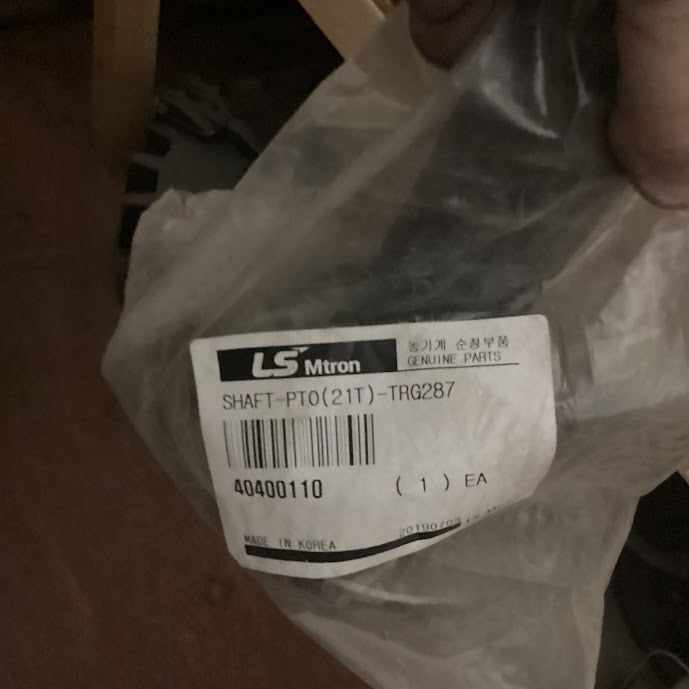 LS Mtron
농기계 순정부품
GENUINE PARTS
SHAFT-PTO(21T)-TRG287
40400110
( 1 ) EA
MADE IN KOREA